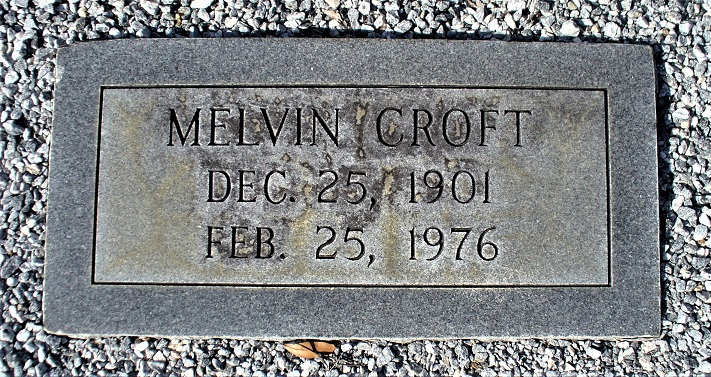 MELVIN CROFT
DEC. 25, 1901
FEB. 25, 1976